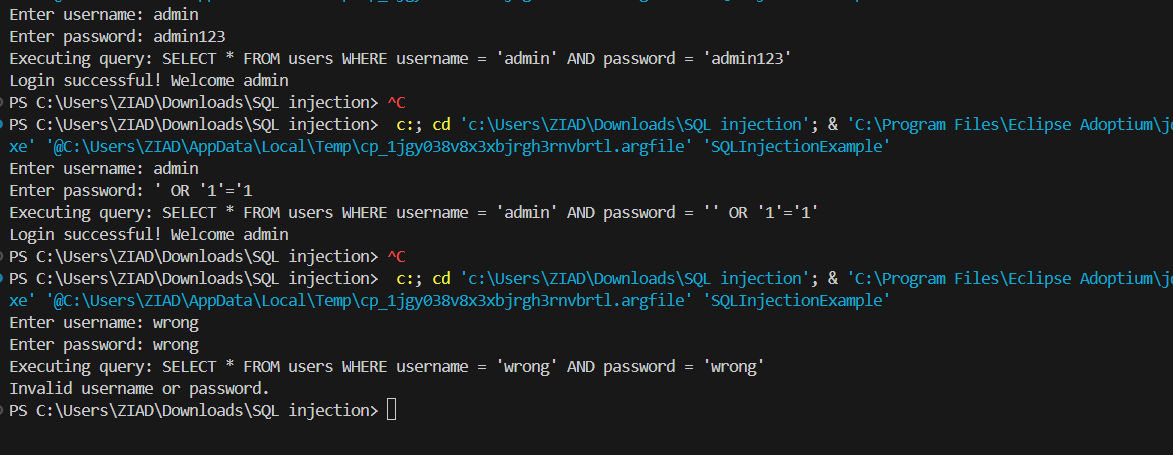 Enter username: admin
Enter password: admin123
Executing query: SELECT * FROM users WHERE username = 'admin' AND password = 'admin123'
Login successful! Welcome admin
PS C:\Users\ZIAD\Downloads\SQL injection> ^C
PS C:\Users\ZIAD\Downloads\SQL injection>  c:; cd 'c:\Users\ZIAD\Downloads\SQL injection'; & 'C:\Program Files\Eclipse Adoptium\
xe' '@C:\Users\ZIAD\AppData\Local\Temp\cp_1jgy038v8x3xbjrgh3rnvbrtl.argfile' 'SQLInjectionExample'
Enter username: admin
Enter password: ' OR '1'='1
Executing query: SELECT * FROM users WHERE username = 'admin' AND password = '' OR '1'='1'
Login successful! Welcome admin
PS C:\Users\ZIAD\Downloads\SQL injection> ^C
PS C:\Users\ZIAD\Downloads\SQL injection>  c:; cd 'c:\Users\ZIAD\Downloads\SQL injection'; & 'C:\Program Files\Eclipse Adoptium\
xe' '@C:\Users\ZIAD\AppData\Local\Temp\cp_1jgy038v8x3xbjrgh3rnvbrtl.argfile' 'SQLInjectionExample'
Enter username: wrong
Enter password: wrong
Executing query: SELECT * FROM users WHERE username = 'wrong' AND password = 'wrong'
Invalid username or password.
PS C:\Users\ZIAD\Downloads\SQL injection>